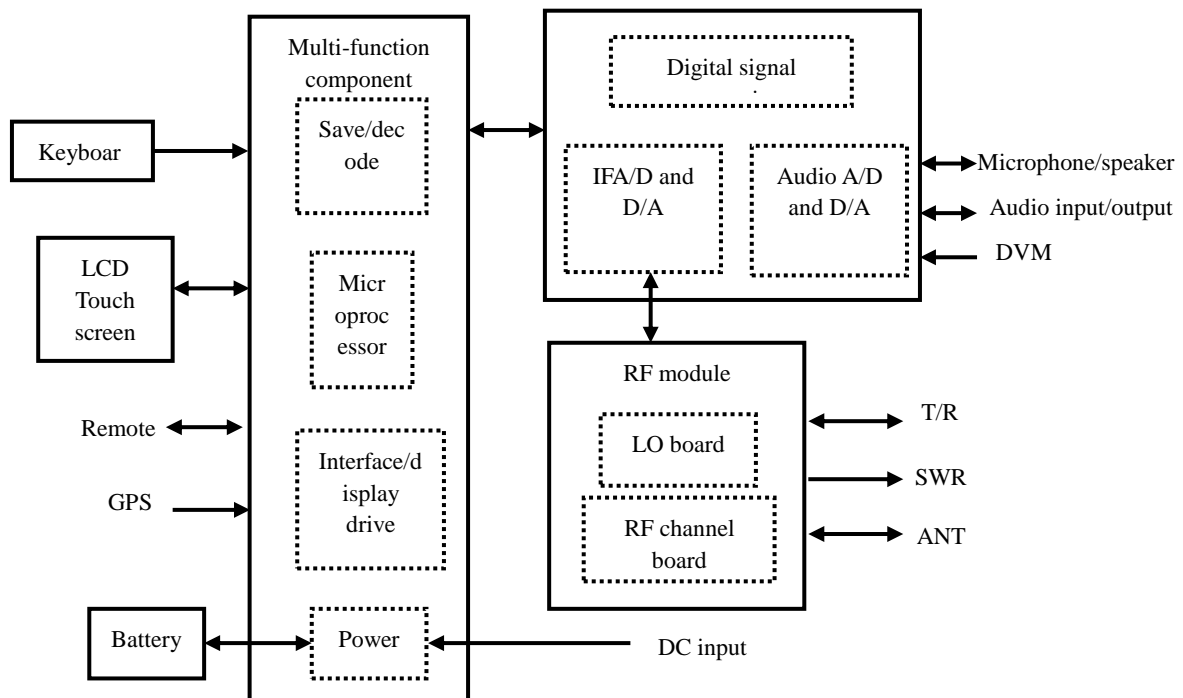 Multi-function
component
Save/dec
ode
Micr
oproc
essor
Interface/d
isplay
drive
Power
Keyboar
LCD
Touch
screen
Remote
GPS
Battery
DC input
Digital signal
IFA/D and
D/A
Audio A/D
and D/A
Microphone/speaker
Audio input/output
DVM
RF module
LO board
RF channel
board
T/R
SWR
ANT